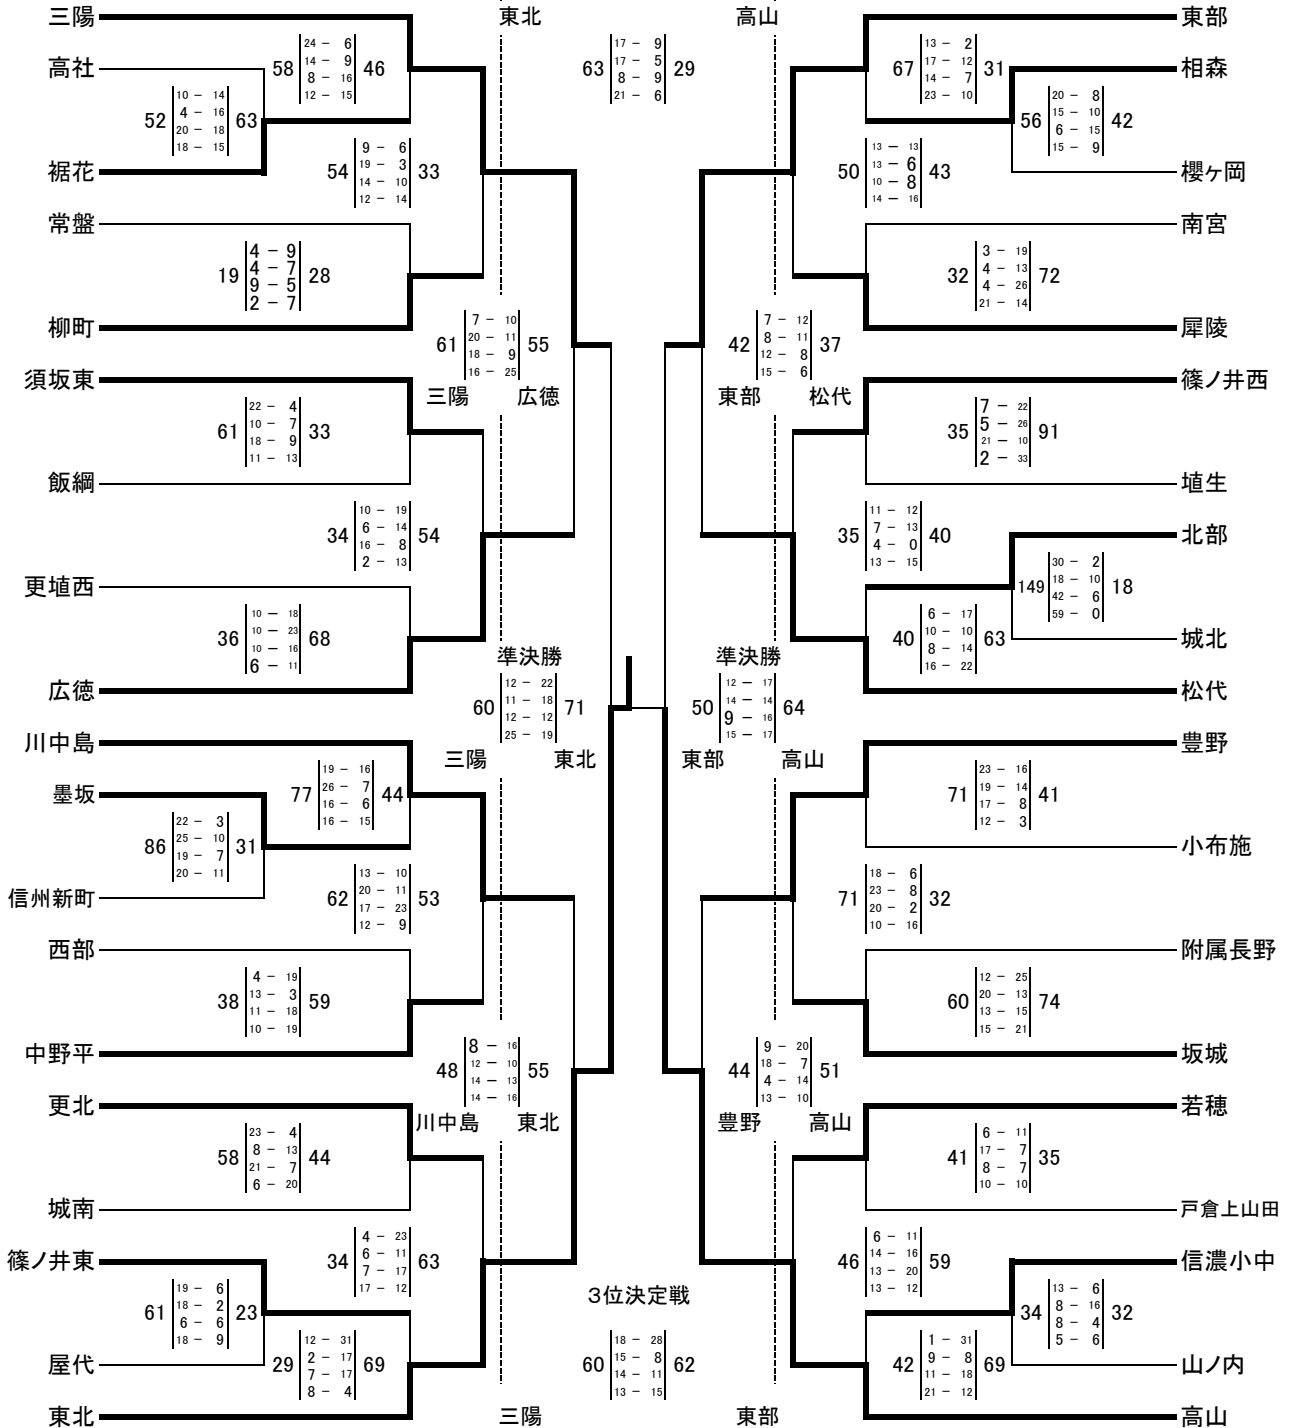 東北 高山
三陽 東部
高社 相森
裾花 櫻ヶ岡
常盤 南宮
柳町 犀陵
須坂東 篠ノ井西
飯綱 埴生
更埴西 北部
広徳 城北
川中島 松代
墨坂 豊野
信州新町 小布施
西部 附属長野
中野平 坂城
更北 若穂
城南 戸倉上山田
篠ノ井東 信濃小中
屋代 山ノ内
東北 高山
63
17 - 9
17 - 5
8 - 9
21 - 6
29
58
24 - 6
14 - 9
8 - 16
12 - 15
46
52
10 - 14
4 - 16
20 - 18
18 - 15
63
54
9 - 6
19 - 3
14 - 10
12 - 14
33
19
4 - 9
4 - 7
9 - 5
2 - 7
28
61
7 - 10
20 - 11
18 - 9
16 - 25
55
三陽 広徳
61
22 - 4
10 - 7
18 - 9
11 - 13
33
34
10 - 19
6 - 14
16 - 8
2 - 13
54
36
10 - 18
10 - 23
10 - 16
6 - 11
68
準決勝
60
12 - 22
11 - 18
12 - 12
25 - 19
71
三陽 東北
77
19 - 16
26 - 7
16 - 6
16 - 15
44
86
22 - 3
25 - 10
19 - 7
20 - 11
31
62
13 - 10
20 - 11
17 - 23
12 - 9
53
38
4 - 19
13 - 3
11 - 18
10 - 19
59
48
8 - 16
12 - 10
14 - 13
14 - 16
55
川中島 東北
58
23 - 4
8 - 13
21 - 7
6 - 20
44
34
4 - 23
6 - 11
7 - 17
17 - 12
63
61
19 - 6
18 - 2
6 - 6
18 - 9
23
29
12 - 31
2 - 17
7 - 17
8 - 4
69
67
13 - 2
17 - 12
14 - 7
23 - 10
31
56
20 - 8
15 - 10
6 - 15
15 - 9
42
50
13 - 13
13 - 6
10 - 8
14 - 16
43
32
3 - 19
4 - 13
4 - 26
21 - 14
72
42
7 - 12
8 - 11
12 - 8
15 - 6
37
東部 松代
35
7 - 22
5 - 26
21 - 10
2 - 33
91
35
11 - 12
7 - 13
4 - 0
13 - 15
40
149
30 - 2
18 - 10
42 - 6
59 - 0
18
40
6 - 17
10 - 10
8 - 14
16 - 22
63
準決勝
50
12 - 17
14 - 14
9 - 16
15 - 17
64
東部 高山
71
23 - 16
19 - 14
17 - 8
12 - 3
41
71
18 - 6
23 - 8
20 - 2
10 - 16
32
60
12 - 25
20 - 13
13 - 15
15 - 21
74
44
9 - 20
18 - 7
4 - 14
13 - 10
51
豊野 高山
41
6 - 11
17 - 7
8 - 7
10 - 10
35
46
6 - 11
14 - 16
13 - 20
13 - 12
59
34
13 - 6
8 - 16
8 - 4
5 - 6
32
42
1 - 31
9 - 8
11 - 18
21 - 12
69
3位決定戦
60
18 - 28
15 - 8
14 - 11
13 - 15
62
三陽 東部